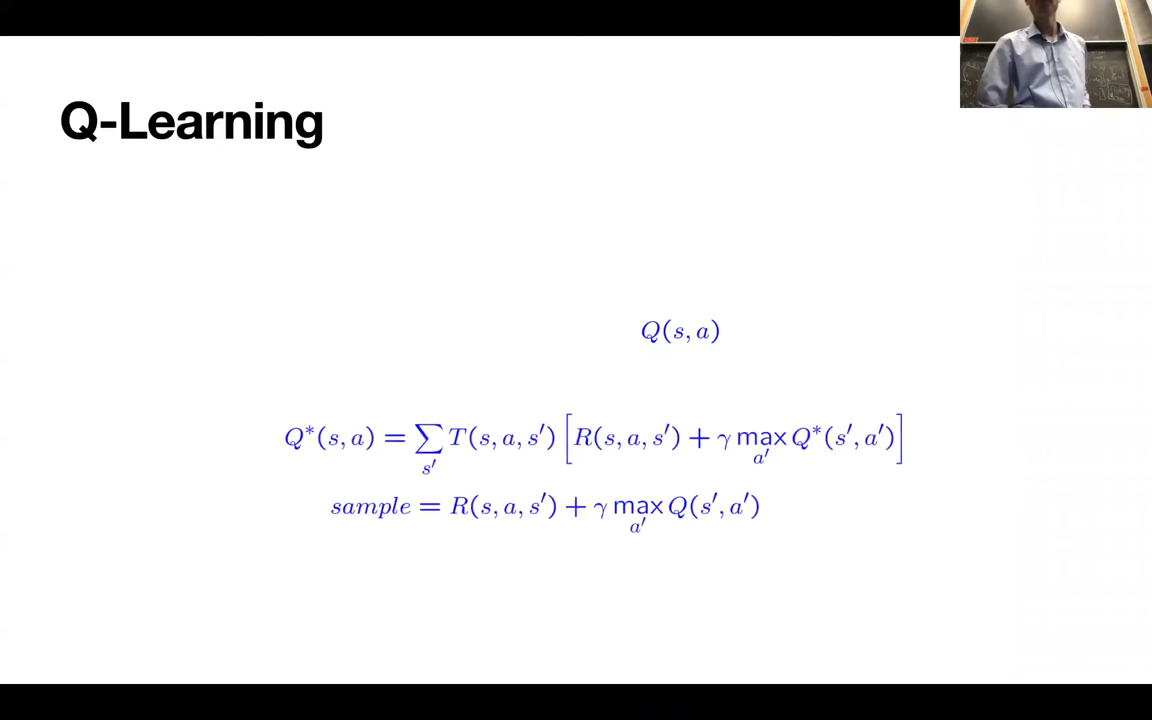 Q-Learning
Q(s, a)
Q*(s, a) = ∑_{s′} T(s, a, s′) [R(s, a, s′) + γ max_{a′} Q*(s′, a′)]
sample = R(s, a, s′) + γ max_{a′} Q(s′, a′)